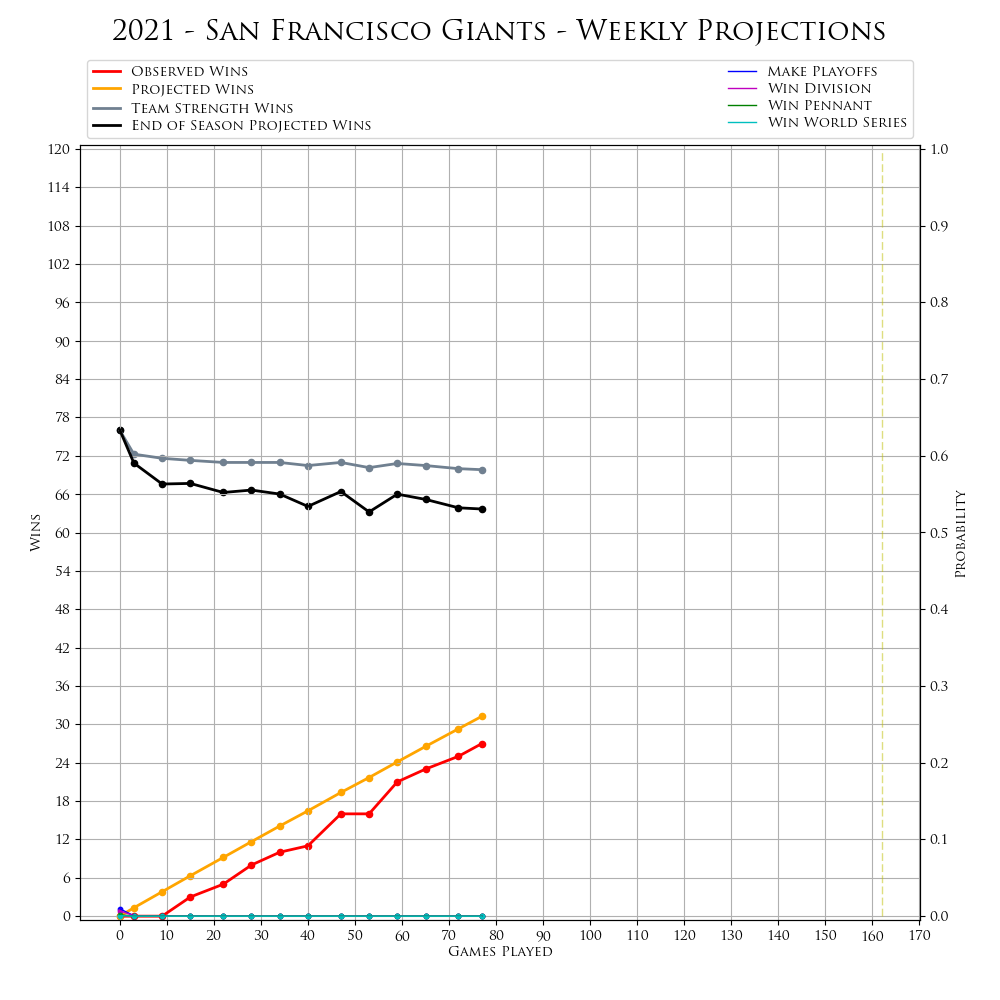 2021 - San Francisco Giants - Weekly Projections
Observed Wins
Projected Wins
Team Strength Wins
End of Season Projected Wins
Make Playoffs
Win Division
Win Pennant
Win World Series
120
114
108
102
96
90
84
78
72
66
60
54
48
42
36
30
24
18
12
6
0
Wins
1.0
0.9
0.8
0.7
0.6
0.5
0.4
0.3
0.2
0.1
0.0
Probability
0 10 20 30 40 50 60 70 80 90 100 110 120 130 140 150 160 170
Games Played